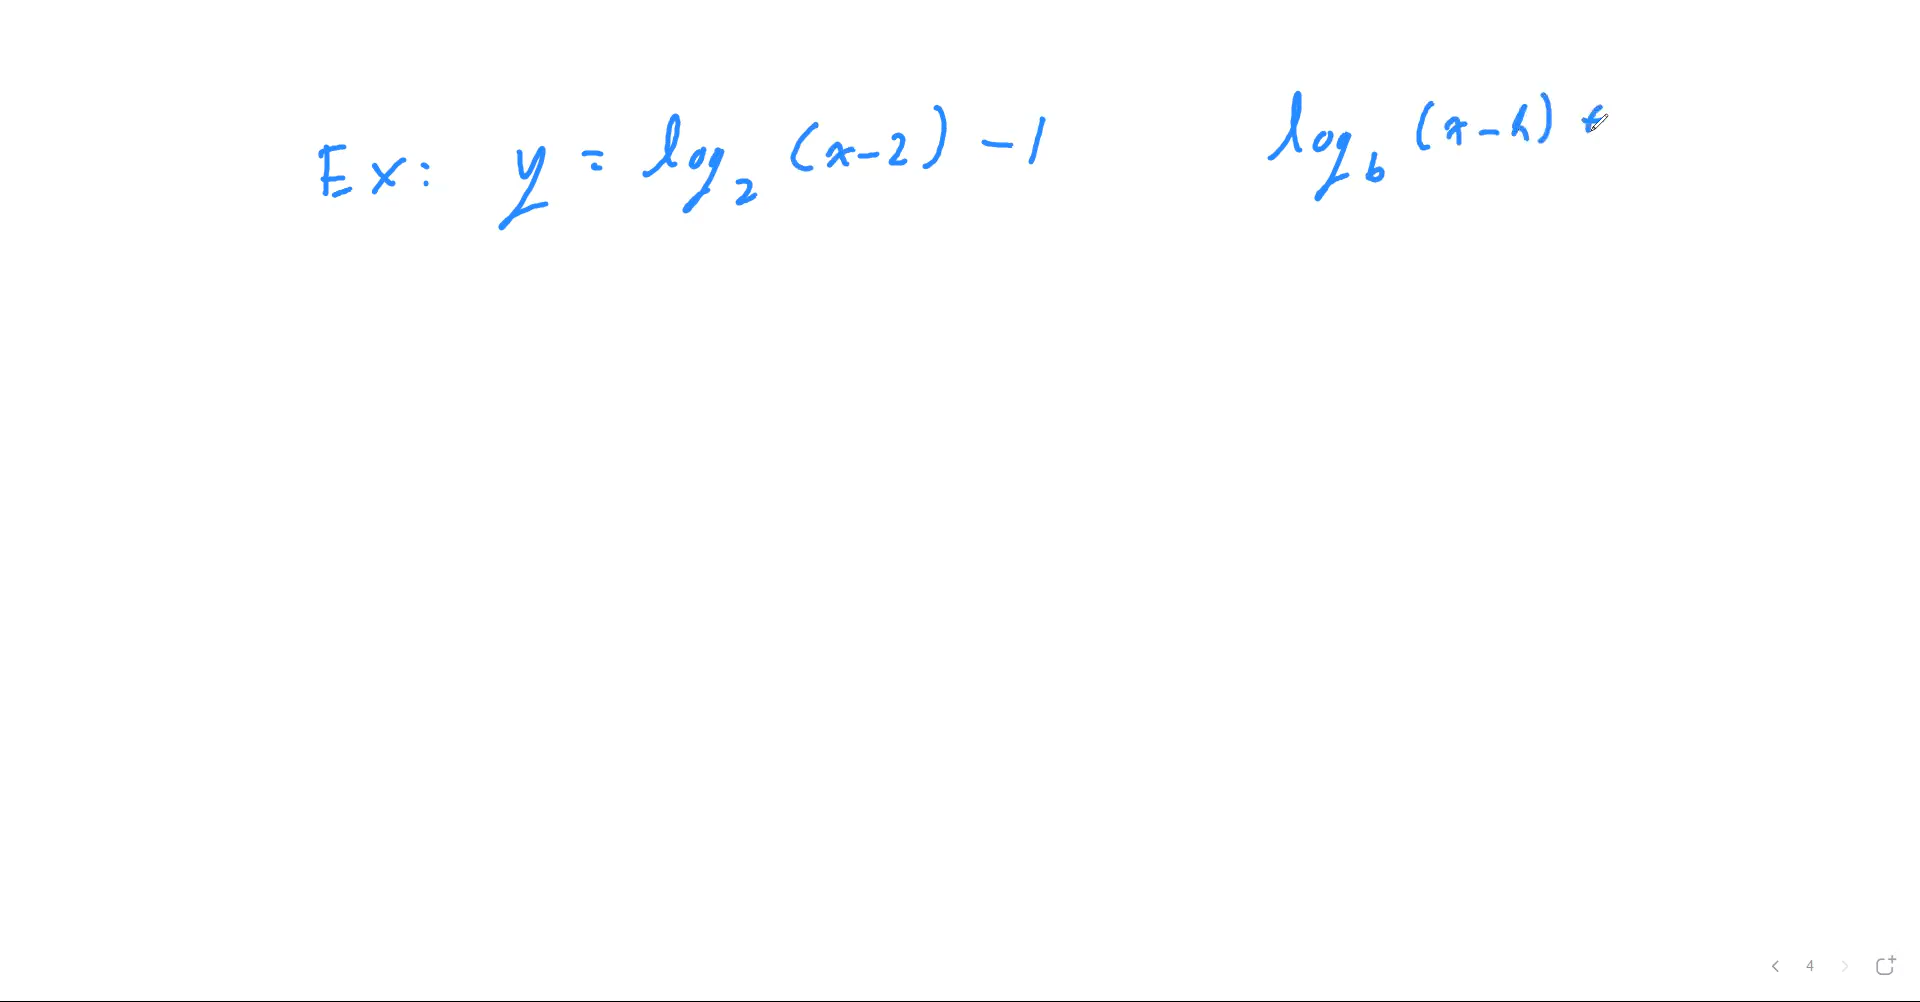 Ex: y = log₂ (x-2) - 1 log_b (x-h) +
4